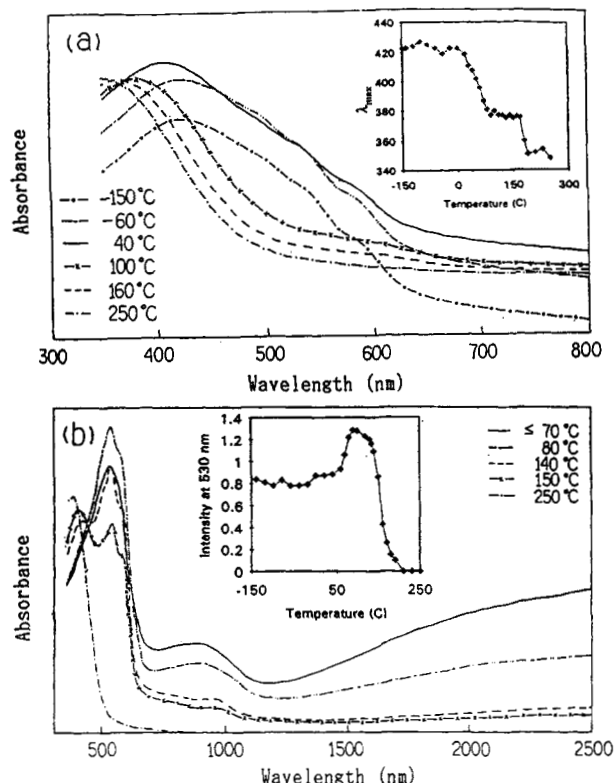 (a)
Absorbance
-150°C
-60°C
40°C
100°C
160°C
250°C
λmax
420
400
380
360
340
-150 0 150 300
Temperature (C)
300 400 500 600 700 800
Wavelength (nm)
(b)
Absorbance
Intensity at 530 nm
1.4
1.2
1
0.8
0.6
0.4
0.2
0
-150 -50 50 150 250
Temperature (C)
≤ 70°C
80°C
140°C
150°C
250°C
500 1000 1500 2000 2500
Wavelength (nm)